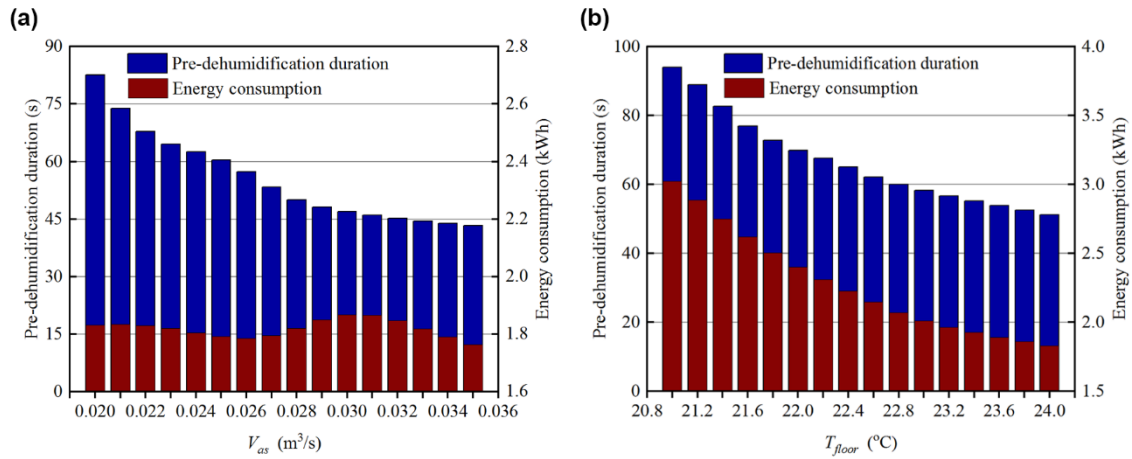 (a)
90
75
60
45
30
15
0
Pre-dehumidification duration (s)
Pre-dehumidification duration
Energy consumption
2.8
2.6
2.4
2.2
2.0
1.8
1.6
Energy consumption (kWh)
0.020 0.022 0.024 0.026 0.028 0.030 0.032 0.034 0.036
V_as (m³/s)
(b)
100
80
60
40
20
0
Pre-dehumidification duration (s)
Pre-dehumidification duration
Energy consumption
4.0
3.5
3.0
2.5
2.0
1.5
Energy consumption (kWh)
20.8 21.2 21.6 22.0 22.4 22.8 23.2 23.6 24.0
T_floor (°C)